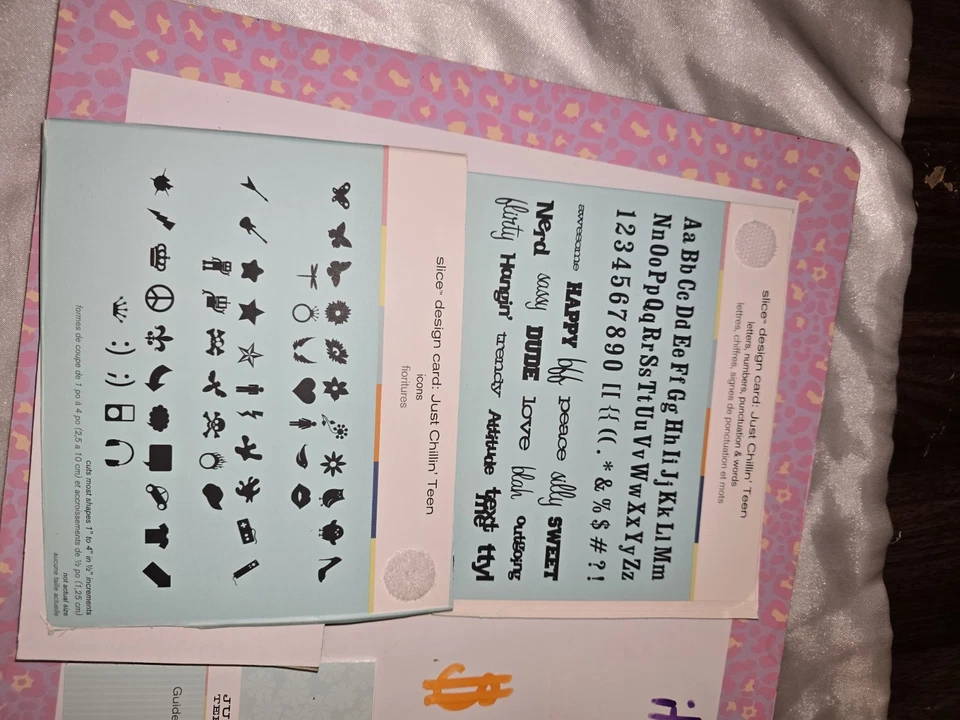 slice™ design card: Just Chillin' Teen
letters, numbers, punctuation & words
lettres, chiffres, signes de ponctuation et mots
Aa Bb Cc Dd Ee Ff Gg Hh Ii Jj Kk Ll Mm
Nn Oo Pp Qq Rr Ss Tt Uu Vv Ww Xx Yy Zz
1 2 3 4 5 6 7 8 9 0 [ ] { } ( ) . * & % $ # ? !
awesome HAPPY bff peace silly SWEET
Nerd sassy DUDE love blah outgoing
flirty Hangin' trendy Attitude text me ttyl
slice™ design card: Just Chillin' Teen
icons
fioritures
:) ;)
cuts most shapes 1" to 4" in ½" increments
formes de coupe de 1 po à 4 po (2,5 a 10 cm) et accroissements de ½ po (1,25 cm)
not actual size
aucune taille actuelle
JU
TEE
Guide